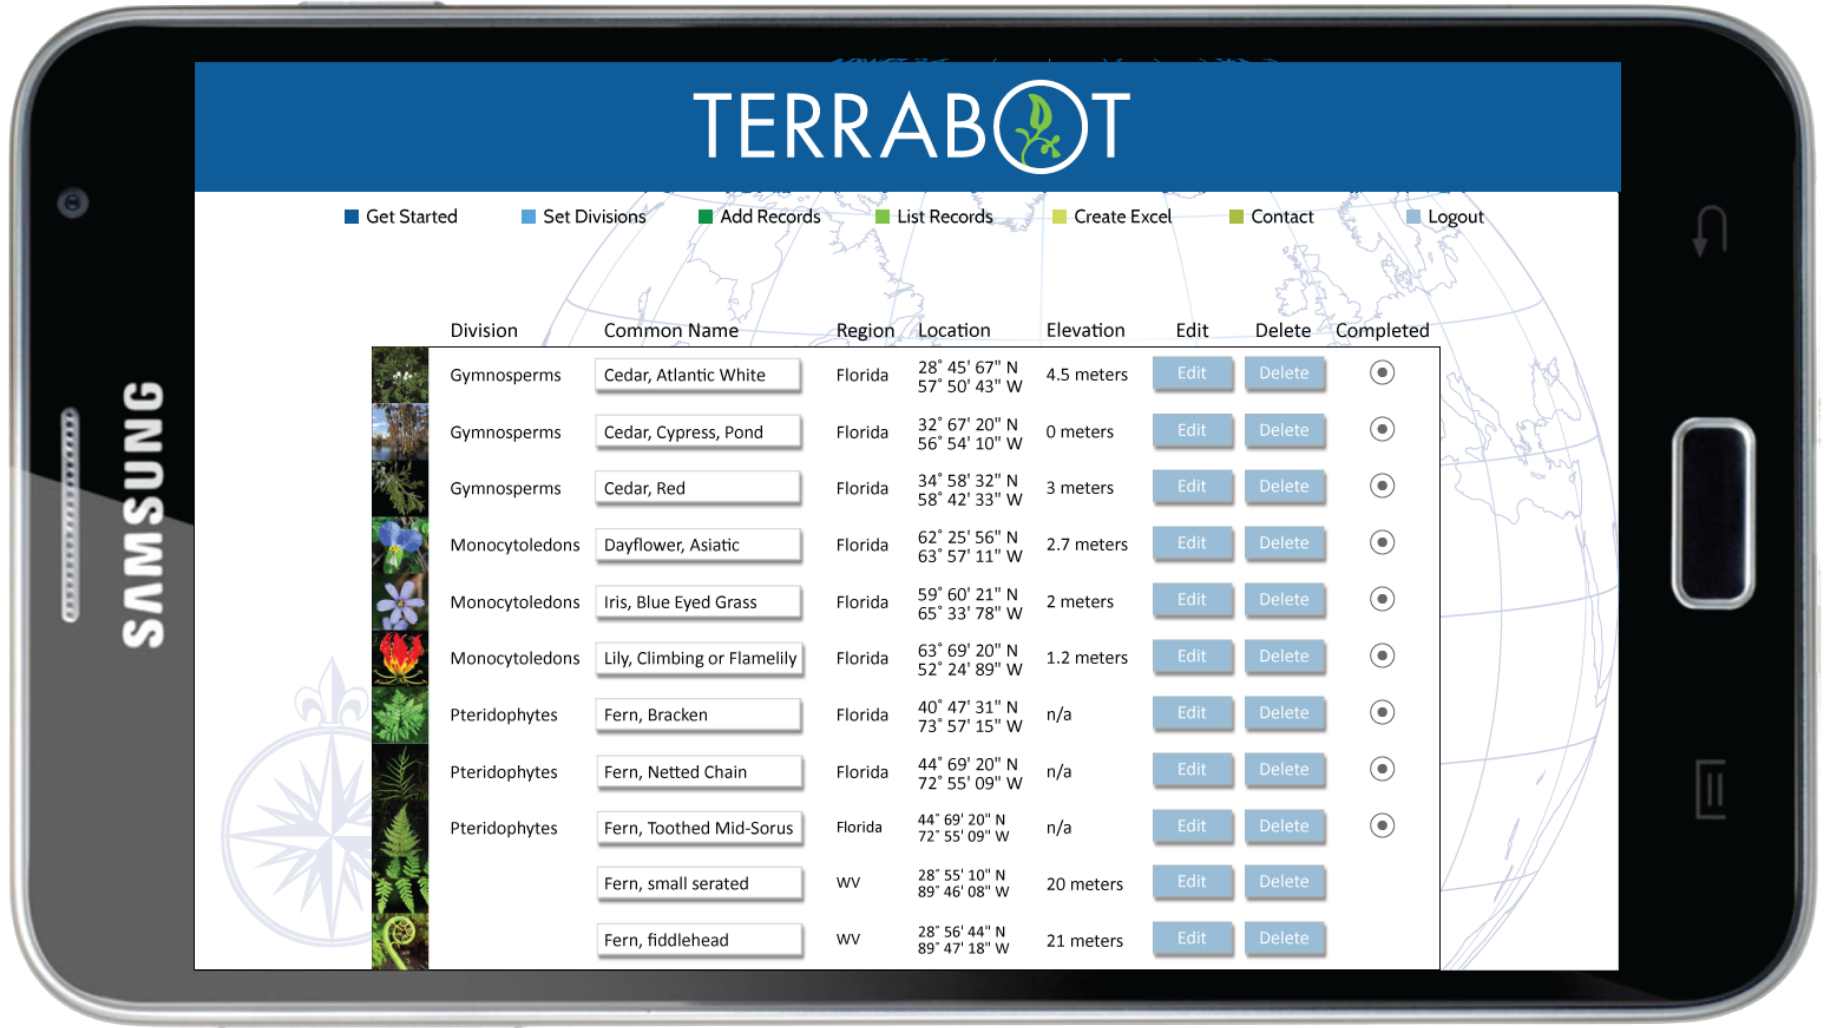 TERRABOT
Get Started Set Divisions Add Records List Records Create Excel Contact Logout
Division Common Name Region Location Elevation Edit Delete Completed
Gymnosperms Cedar, Atlantic White Florida 28° 45' 67" N 4.5 meters Edit Delete
57° 50' 43" W
Gymnosperms Cedar, Cypress, Pond Florida 32° 67' 20" N 0 meters Edit Delete
56° 54' 10" W
Gymnosperms Cedar, Red Florida 34° 58' 32" N 3 meters Edit Delete
58° 42' 33" W
Monocytoledons Dayflower, Asiatic Florida 62° 25' 56" N 2.7 meters Edit Delete
63° 57' 11" W
Monocytoledons Iris, Blue Eyed Grass Florida 59° 60' 21" N 2 meters Edit Delete
65° 33' 78" W
Monocytoledons Lily, Climbing or Flamelily Florida 63° 69' 20" N 1.2 meters Edit Delete
52° 24' 89" W
Pteridophytes Fern, Bracken Florida 40° 47' 31" N n/a Edit Delete
73° 57' 15" W
Pteridophytes Fern, Netted Chain Florida 44° 69' 20" N n/a Edit Delete
72° 55' 09" W
Pteridophytes Fern, Toothed Mid-Sorus Florida 44° 69' 20" N n/a Edit Delete
72° 55' 09" W
Fern, small serated WV 28° 55' 10" N 20 meters Edit Delete
89° 46' 08" W
Fern, fiddlehead WV 28° 56' 44" N 21 meters Edit Delete
89° 47' 18" W
SAMSUNG